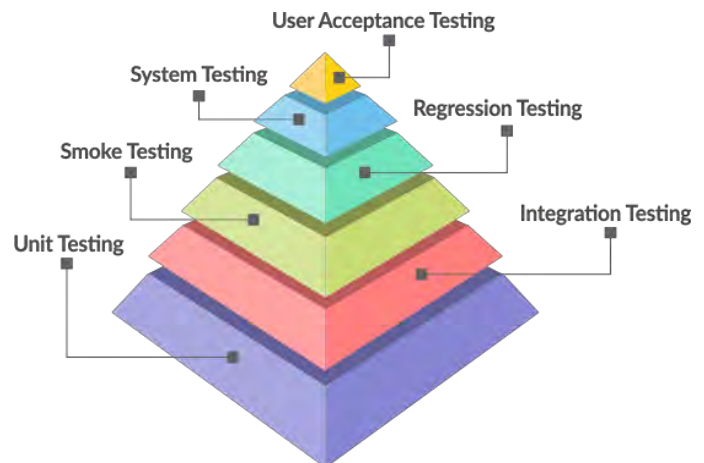 User Acceptance Testing
System Testing
Regression Testing
Smoke Testing
Integration Testing
Unit Testing